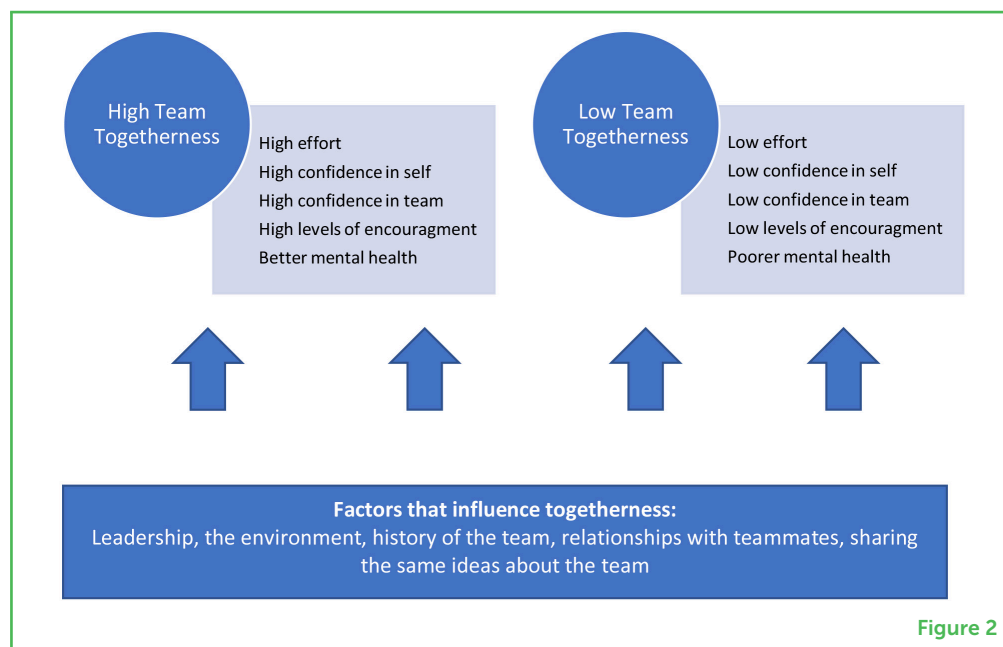 High Team
Togetherness
High effort
High confidence in self
High confidence in team
High levels of encouragment
Better mental health
Low Team
Togetherness
Low effort
Low confidence in self
Low confidence in team
Low levels of encouragment
Poorer mental health
Factors that influence togetherness:
Leadership, the environment, history of the team, relationships with teammates, sharing
the same ideas about the team
Figure 2